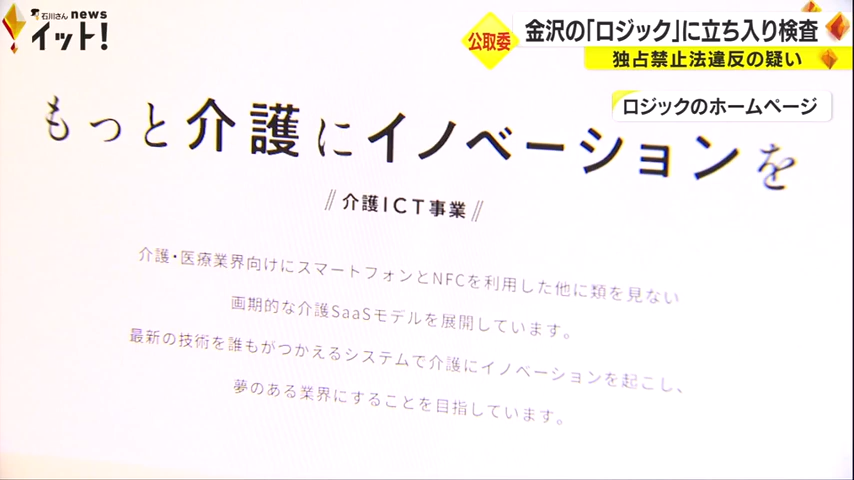 石川さん news
イット!
公取委
金沢の「ロジック」に立ち入り検査
独占禁止法違反の疑い
ロジックのホームページ
もっと介護にイノベーションを
//介護ICT事業//
介護・医療業界向けにスマートフォンとNFCを利用した他に類を見ない
画期的な介護SaaSモデルを展開しています。
最新の技術を誰もがつかえるシステムで介護にイノベーションを起こし、
夢のある業界にすることを目指しています。